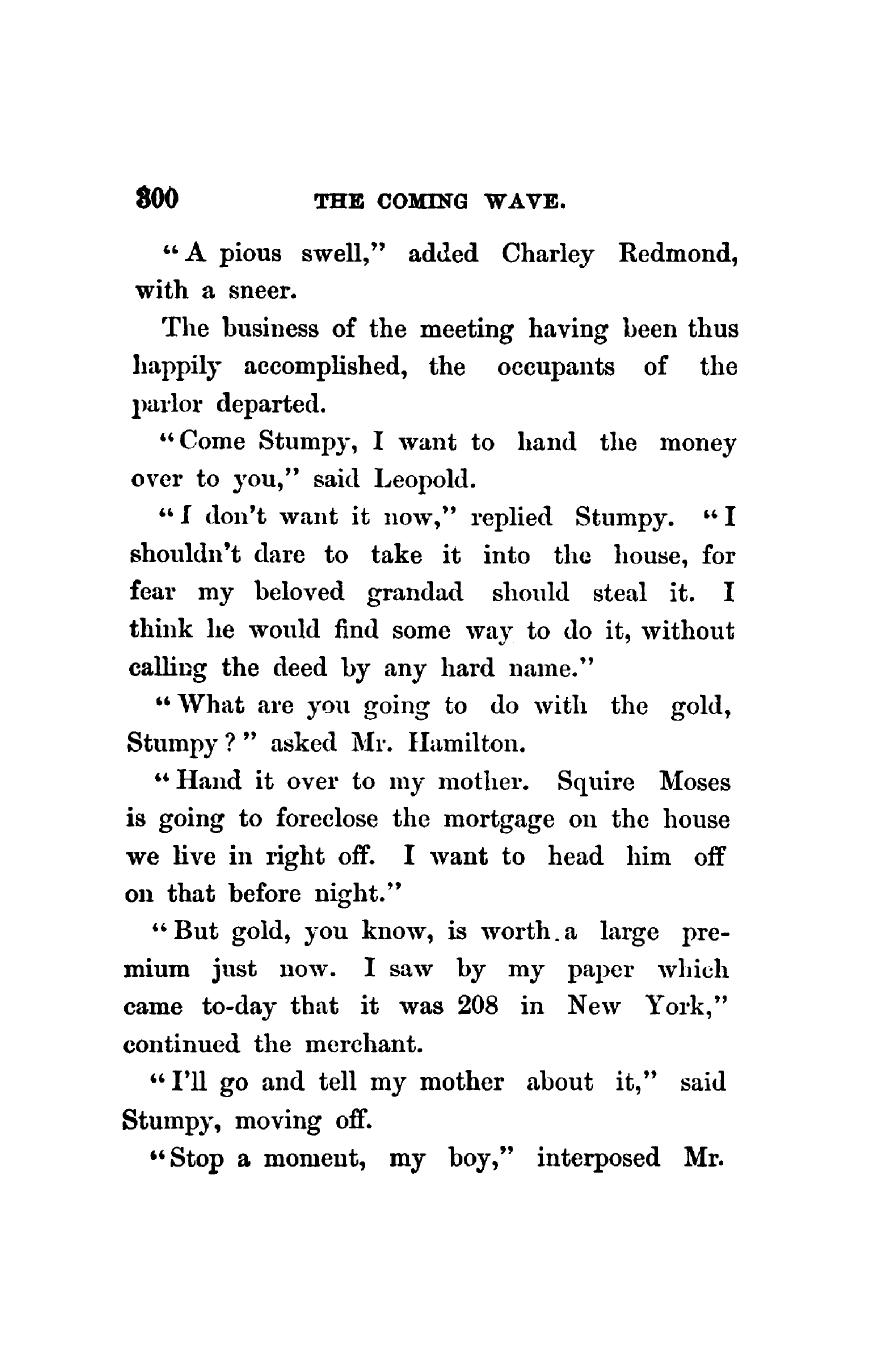 300 THE COMING WAVE.
“A pious swell,” added Charley Redmond,
with a sneer.
The business of the meeting having been thus
happily accomplished, the occupants of the
parlor departed.
“Come Stumpy, I want to hand the money
over to you,” said Leopold.
“I don't want it now,” replied Stumpy. “I
shouldn't dare to take it into the house, for
fear my beloved grandad should steal it. I
think he would find some way to do it, without
calling the deed by any hard name.”
“What are you going to do with the gold,
Stumpy?” asked Mr. Hamilton.
“Hand it over to my mother. Squire Moses
is going to foreclose the mortgage on the house
we live in right off. I want to head him off
on that before night.”
“But gold, you know, is worth a large pre-
mium just now. I saw by my paper which
came to-day that it was 208 in New York,”
continued the merchant.
“I'll go and tell my mother about it,” said
Stumpy, moving off.
“Stop a moment, my boy,” interposed Mr.